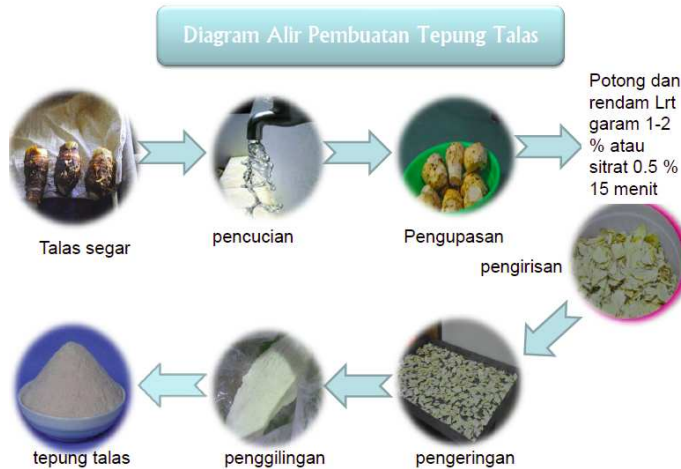 Diagram Alir Pembuatan Tepung Talas
Talas segar
pencucian
Pengupasan
Potong dan
rendam Lrt
garam 1-2
% atau
sitrat 0.5 %
15 menit
pengirisan
pengeringan
penggilingan
tepung talas